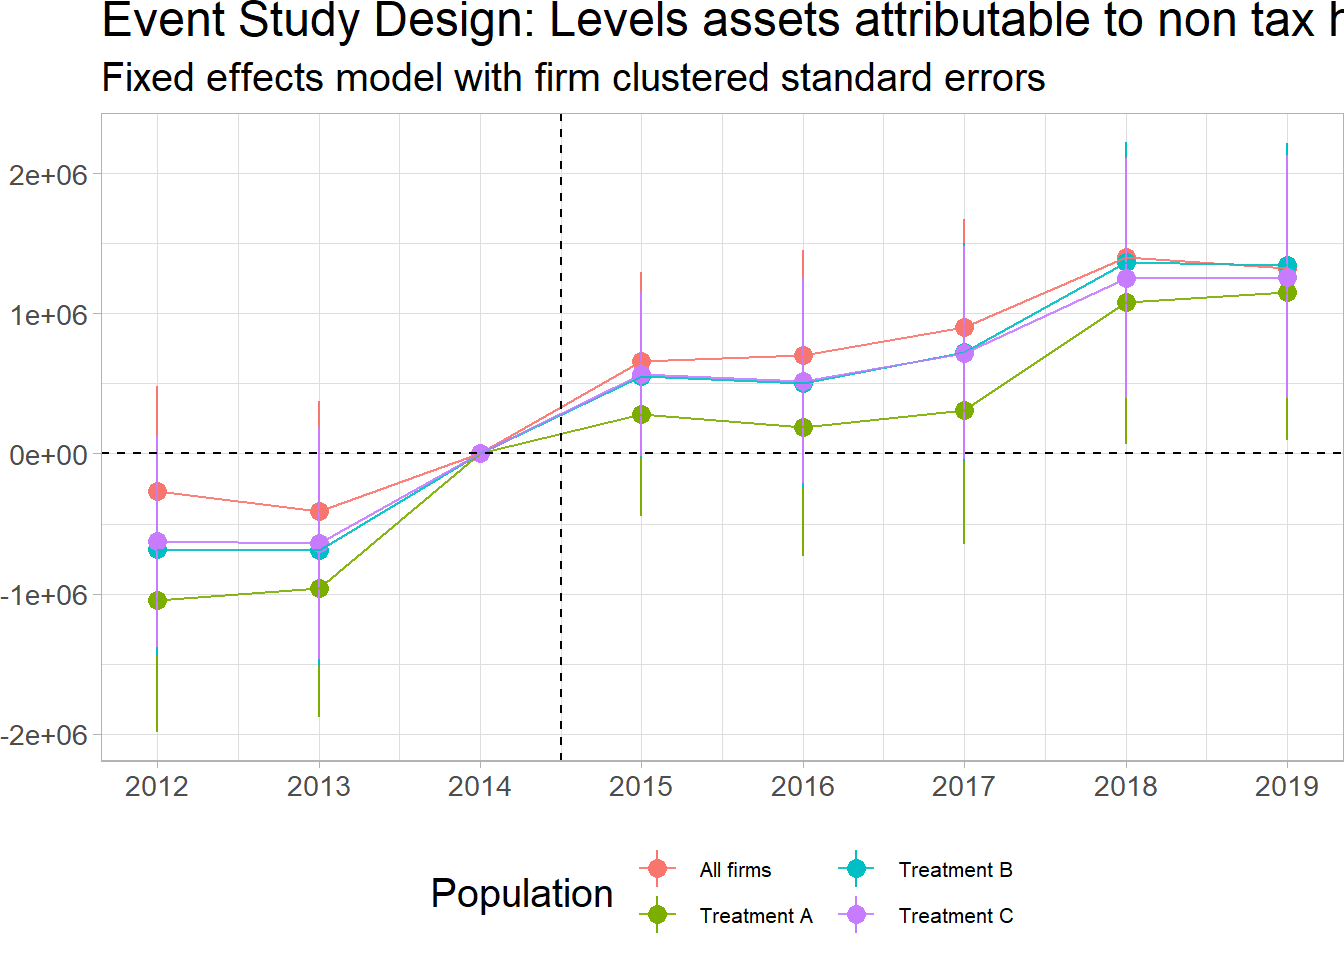 Event Study Design: Levels assets attributable to non tax h
Fixed effects model with firm clustered standard errors
2e+06
1e+06
0e+00
-1e+06
-2e+06
2012 2013 2014 2015 2016 2017 2018 2019
Population
All firms Treatment B
Treatment A Treatment C